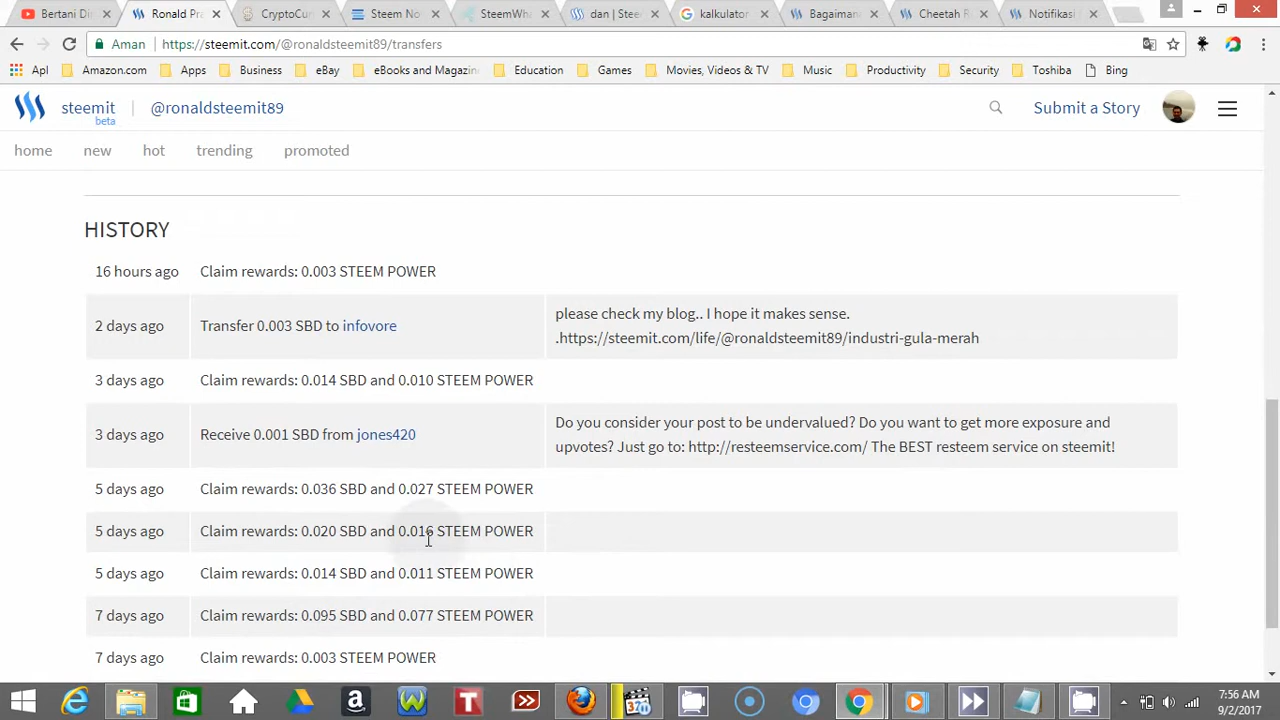 Bertani Di
Ronald Pra
CryptoCur
Steem No
SteemWh
dan | Stee
kalkulator
Bagaiman
Cheetah R
Notifikasi
Aman
https://steemit.com/@ronaldsteemit89/transfers
Apl
Amazon.com
Apps
Business
eBay
eBooks and Magazin
Education
Games
Movies, Videos & TV
Music
Productivity
Security
Toshiba
Bing
steemit
beta
@ronaldsteemit89
Submit a Story
home
new
hot
trending
promoted
HISTORY
16 hours ago Claim rewards: 0.003 STEEM POWER
2 days ago Transfer 0.003 SBD to infovore
please check my blog.. I hope it makes sense.
.https://steemit.com/life/@ronaldsteemit89/industri-gula-merah
3 days ago Claim rewards: 0.014 SBD and 0.010 STEEM POWER
3 days ago Receive 0.001 SBD from jones420
Do you consider your post to be undervalued? Do you want to get more exposure and
upvotes? Just go to: http://resteemservice.com/ The BEST resteem service on steemit!
5 days ago Claim rewards: 0.036 SBD and 0.027 STEEM POWER
5 days ago Claim rewards: 0.020 SBD and 0.016 STEEM POWER
5 days ago Claim rewards: 0.014 SBD and 0.011 STEEM POWER
7 days ago Claim rewards: 0.095 SBD and 0.077 STEEM POWER
7 days ago Claim rewards: 0.003 STEEM POWER
7:56 AM
9/2/2017